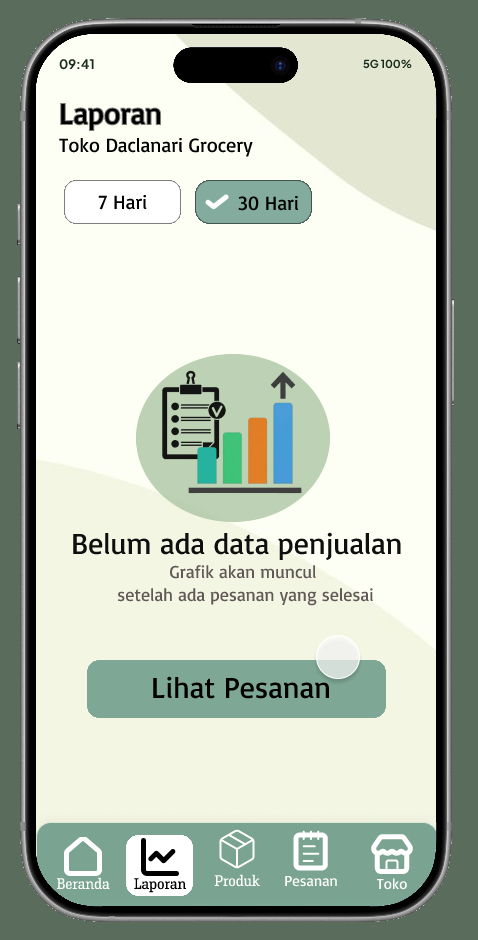 09:41
5G 100%
Laporan
Toko Daclanari Grocery
7 Hari
30 Hari
Belum ada data penjualan
Grafik akan muncul
setelah ada pesanan yang selesai
Lihat Pesanan
Beranda
Laporan
Produk
Pesanan
Toko